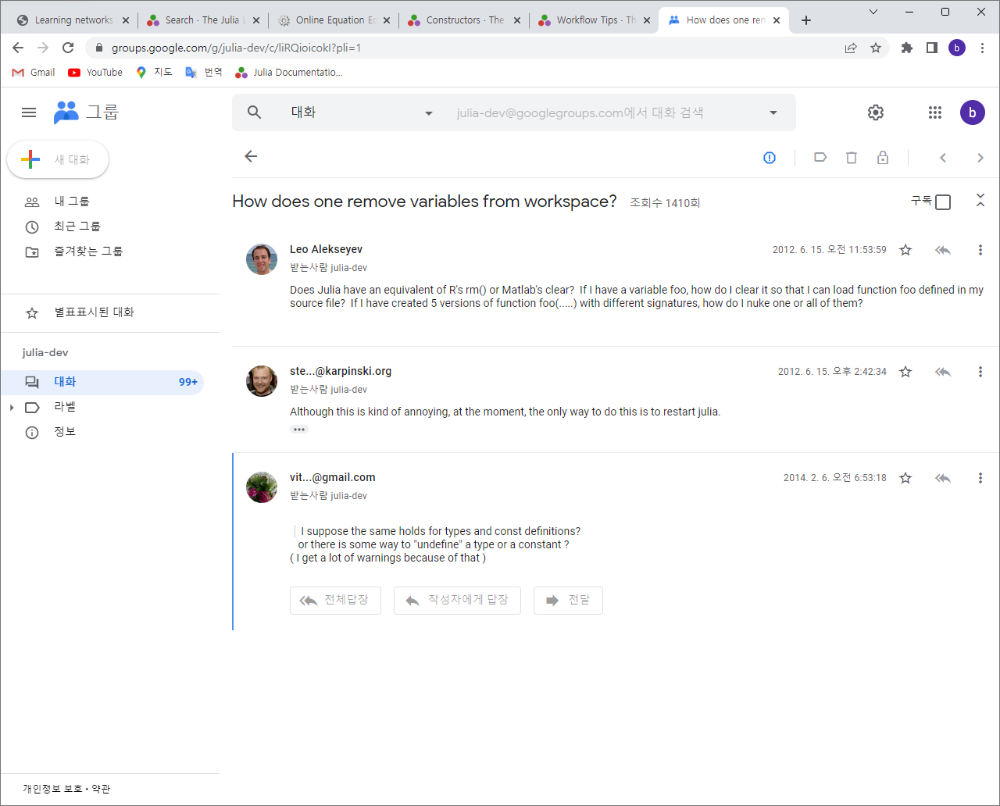 Learning networks
Search · The Julia L
Online Equation Ed
Constructors · The
Workflow Tips · Th
How does one rem
groups.google.com/g/julia-dev/c/liRQioicokI?pli=1
b
Gmail
YouTube
지도
번역
Julia Documentatio...
그룹
대화
julia-dev@googlegroups.com에서 대화 검색
b
새 대화
내 그룹
최근 그룹
즐겨찾는 그룹
별표표시된 대화
julia-dev
대화 99+
라벨
정보
How does one remove variables from workspace? 조회수 1410회
구독
Leo Alekseyev
2012. 6. 15. 오전 11:53:59
받는사람 julia-dev
Does Julia have an equivalent of R's rm() or Matlab's clear?  If I have a variable foo, how do I clear it so that I can load function foo defined in my
source file?  If I have created 5 versions of function foo(.....) with different signatures, how do I nuke one or all of them?
ste...@karpinski.org
2012. 6. 15. 오후 2:42:34
받는사람 julia-dev
Although this is kind of annoying, at the moment, the only way to do this is to restart julia.
vit...@gmail.com
2014. 2. 6. 오전 6:53:18
받는사람 julia-dev
I suppose the same holds for types and const definitions?
or there is some way to "undefine" a type or a constant ?
( I get a lot of warnings because of that )
전체답장
작성자에게 답장
전달
개인정보 보호 • 약관